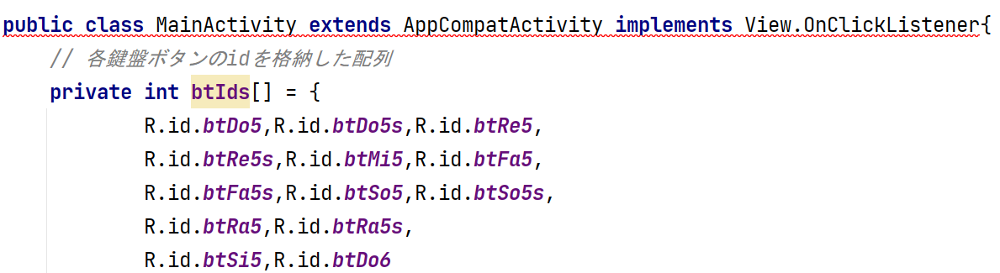 public class MainActivity extends AppCompatActivity implements View.OnClickListener{
// 各鍵盤ボタンのidを格納した配列
private int btIds[] = {
R.id.btDo5,R.id.btDo5s,R.id.btRe5,
R.id.btRe5s,R.id.btMi5,R.id.btFa5,
R.id.btFa5s,R.id.btSo5,R.id.btSo5s,
R.id.btRa5,R.id.btRa5s,
R.id.btSi5,R.id.btDo6